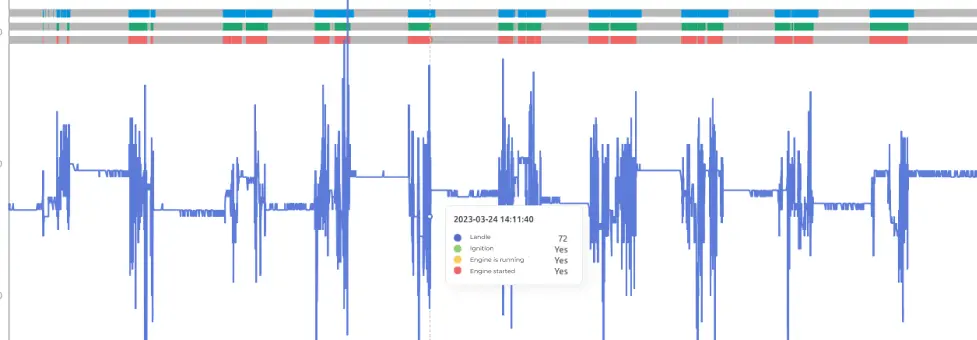 2023-03-24 14:11:40
Landle 72
Ignition Yes
Engine is running Yes
Engine started Yes